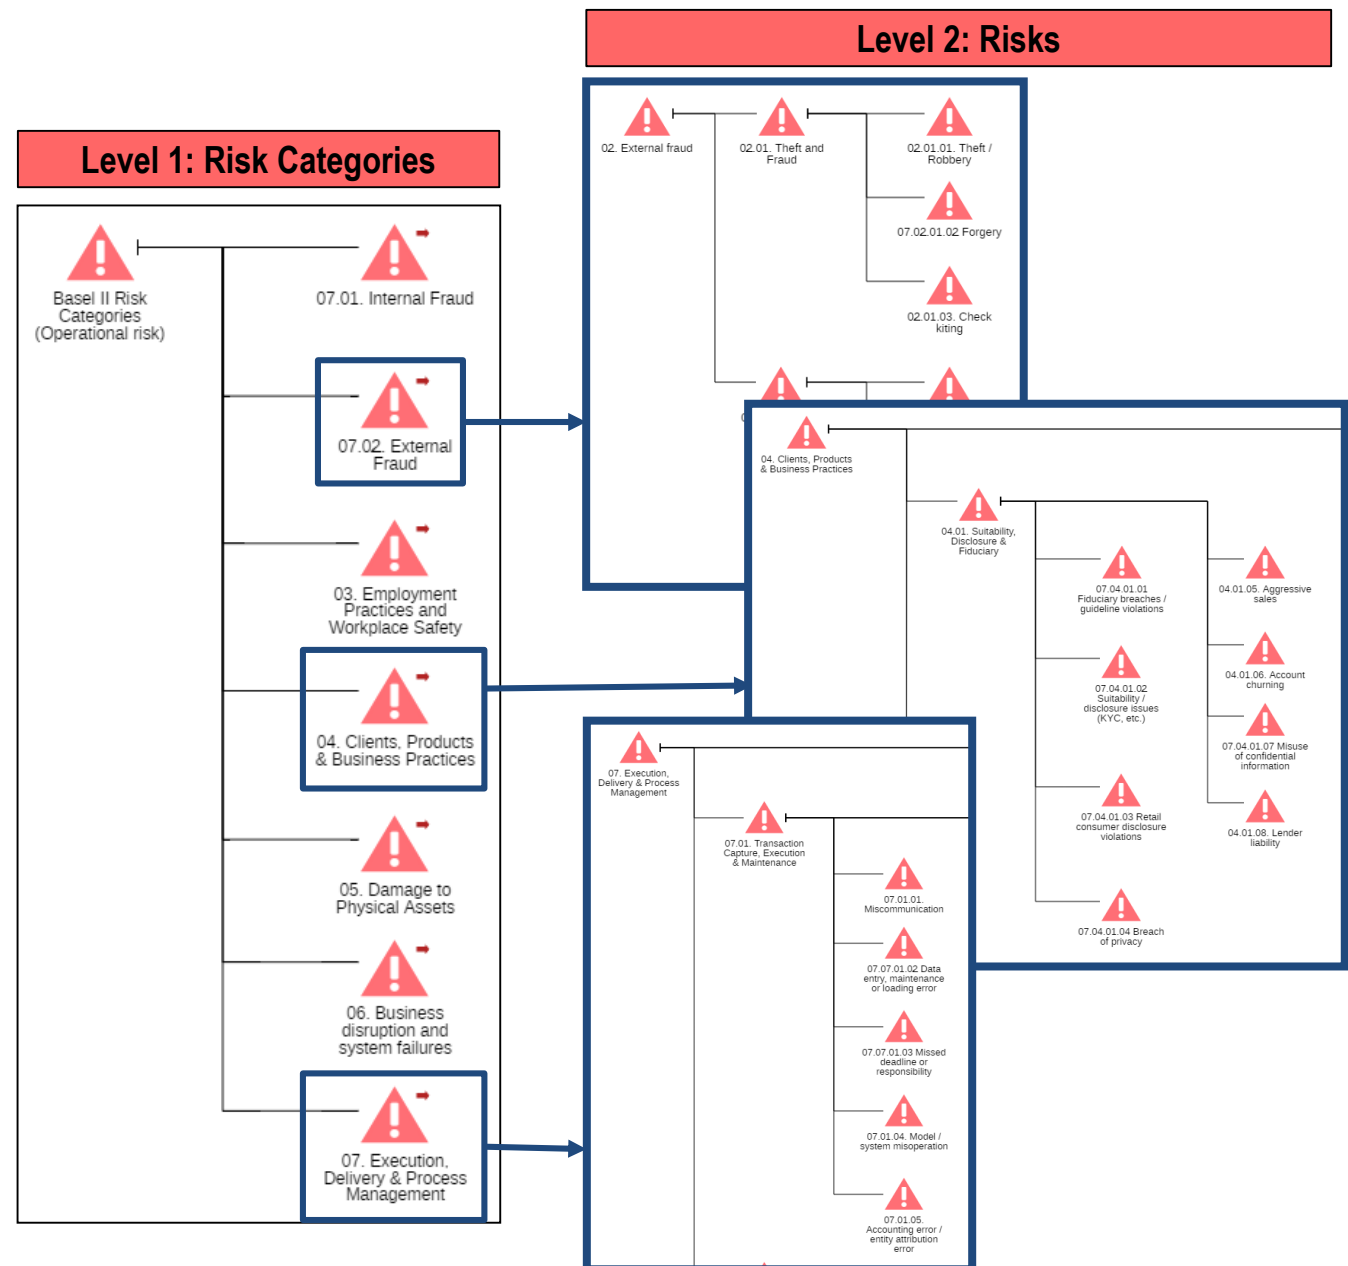 Level 2: Risks
Level 1: Risk Categories
Basel II Risk
Categories
(Operational risk)
07.01. Internal Fraud
07.02. External
Fraud
03. Employment
Practices and
Workplace Safety
04. Clients, Products
& Business Practices
05. Damage to
Physical Assets
06. Business
disruption and
system failures
07. Execution,
Delivery & Process
Management
02. External fraud
02.01. Theft and
Fraud
02.01.01. Theft /
Robbery
07.02.01.02 Forgery
02.01.03. Check
kiting
04. Clients, Products
& Business Practices
04.01. Suitability,
Disclosure &
Fiduciary
07.04.01.01
Fiduciary breaches /
guideline violations
07.04.01.02
Suitability /
disclosure issues
(KYC, etc.)
07.04.01.03 Retail
consumer disclosure
violations
07.04.01.04 Breach
of privacy
04.01.05. Aggressive
sales
04.01.06. Account
churning
07.04.01.07 Misuse
of confidential
information
04.01.08. Lender
liability
07. Execution,
Delivery & Process
Management
07.01. Transaction
Capture, Execution
& Maintenance
07.01.01.
Miscommunication
07.07.01.02 Data
entry, maintenance
or loading error
07.07.01.03 Missed
deadline or
responsibility
07.01.04. Model /
system misoperation
07.01.05.
Accounting error /
entity attribution
error